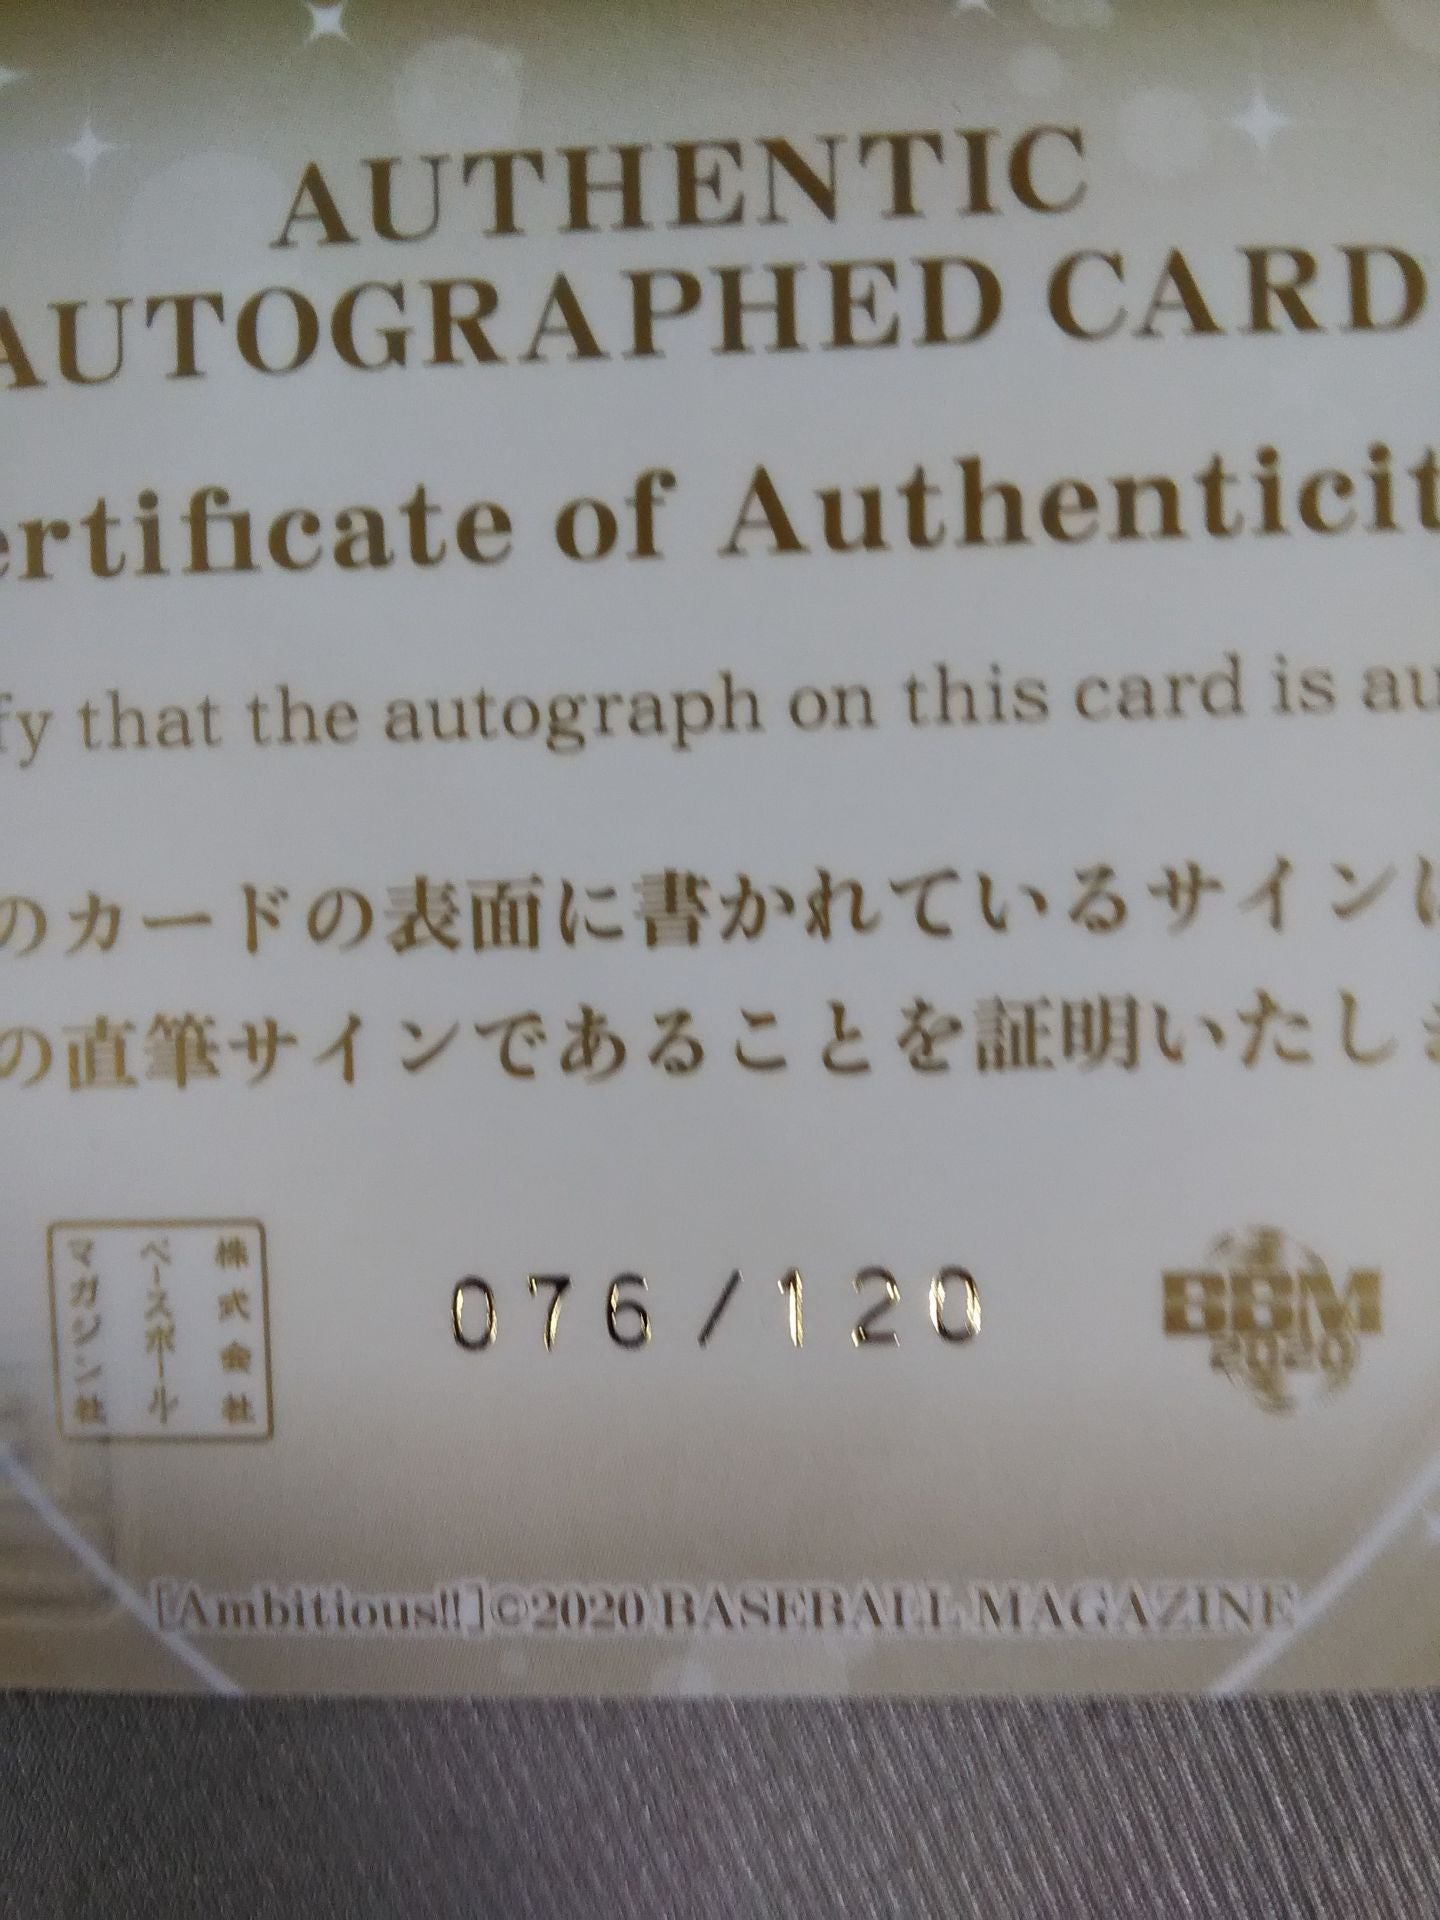 AUTHENTIC
AUTOGRAPHED CARD
ertificate of Authenticit
fy that the autograph on this card is au
のカードの表面に書かれているサインは
の直筆サインであることを証明いたしま
株式会社
ベースボール
マガジン社
076/120
BBM
2020
[Ambitious!!]©2020 BASEBALL MAGAZINE